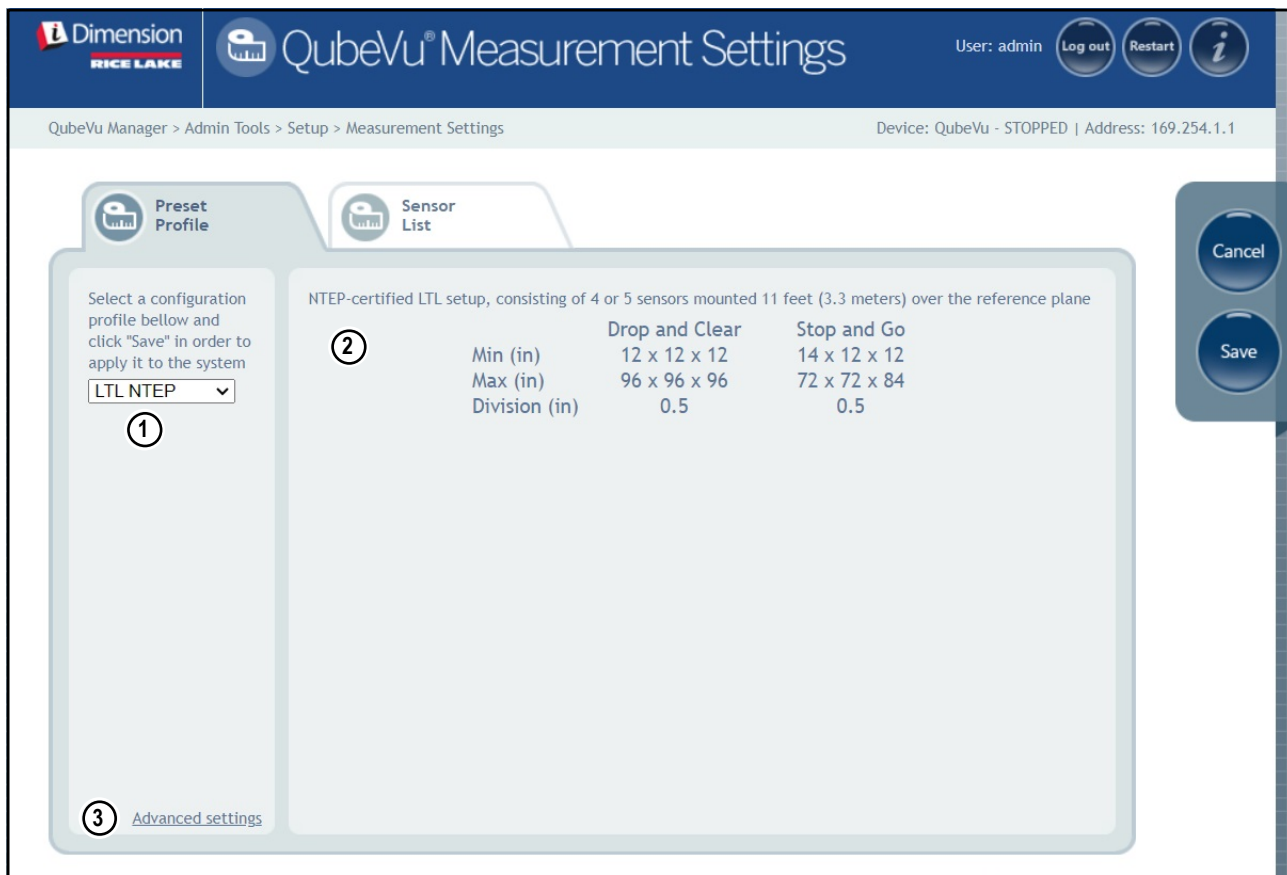 iDimension
RICE LAKE
QubeVu® Measurement Settings
User: admin
Log out
Restart
i
QubeVu Manager > Admin Tools > Setup > Measurement Settings
Device: QubeVu - STOPPED | Address: 169.254.1.1
Preset
Profile
Sensor
List
Cancel
Save
Select a configuration
profile bellow and
click "Save" in order to
apply it to the system
LTL NTEP
1
NTEP-certified LTL setup, consisting of 4 or 5 sensors mounted 11 feet (3.3 meters) over the reference plane
2
Drop and Clear Stop and Go
Min (in) 12 x 12 x 12 14 x 12 x 12
Max (in) 96 x 96 x 96 72 x 72 x 84
Division (in) 0.5 0.5
3 Advanced settings